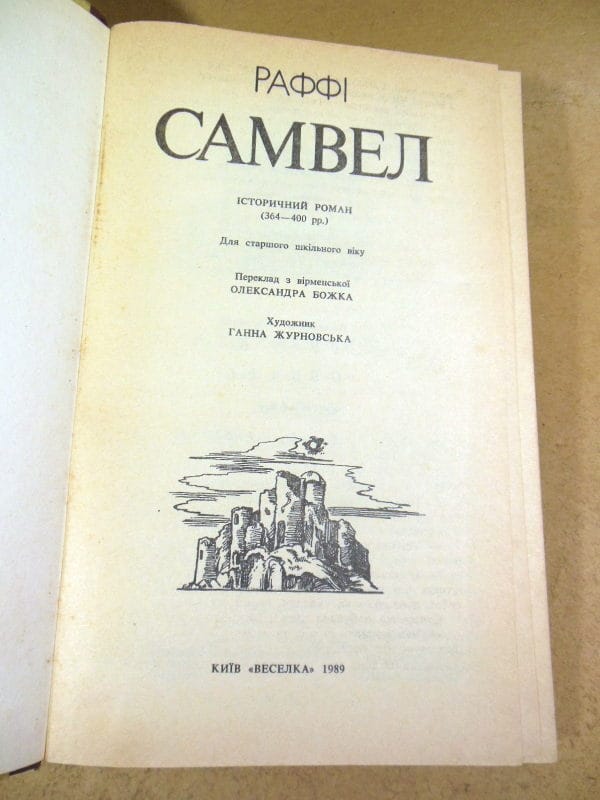 РАФФІ
САМВЕЛ
ІСТОРИЧНИЙ РОМАН
(364—400 рр.)
Для старшого шкільного віку
Переклад з вірменської
ОЛЕКСАНДРА БОЖКА
Художник
ГАННА ЖУРНОВСЬКА
КИЇВ «ВЕСЕЛКА» 1989